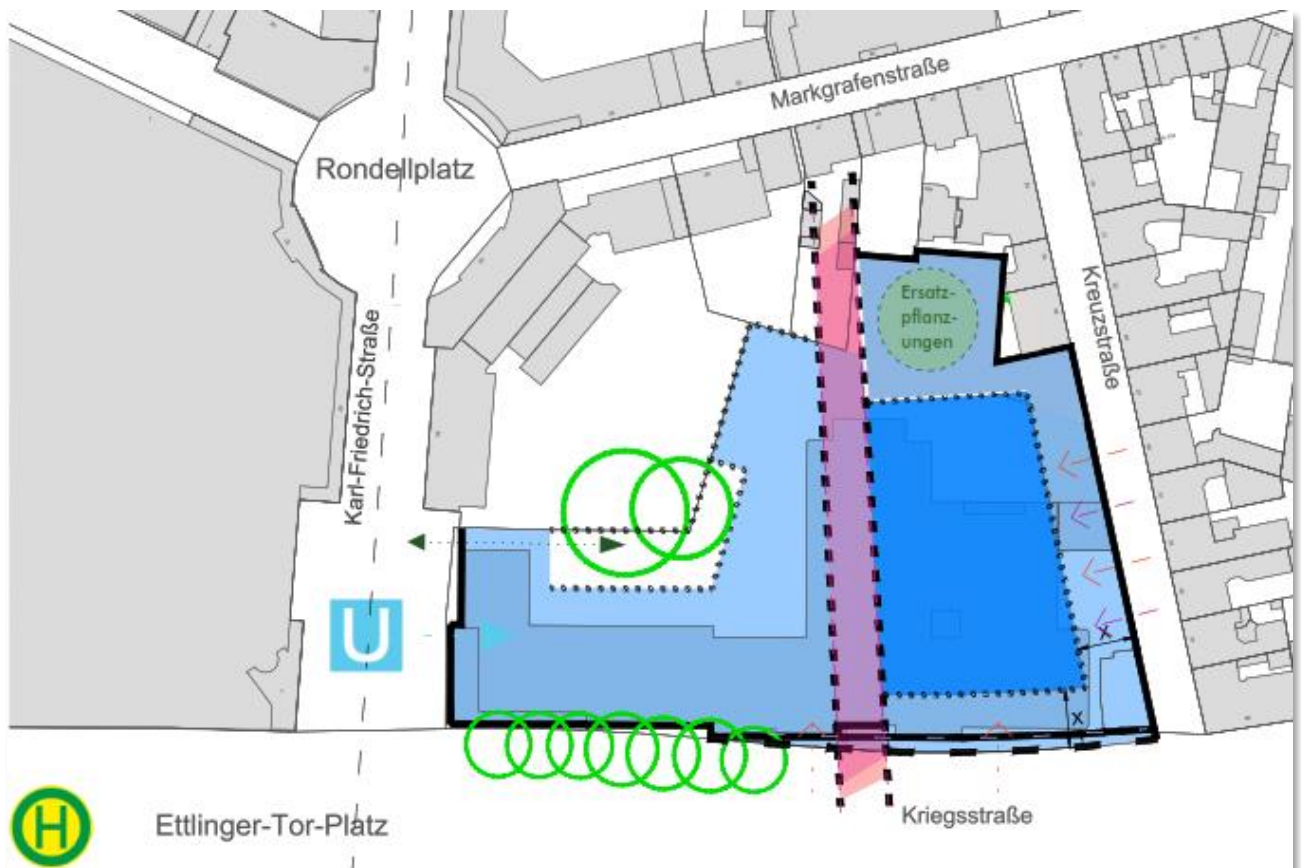 Markgrafenstraße
Rondellplatz
Karl-Friedrich-Straße
Kreuzstraße
Ersatz-
pflanz-
ungen
U
x
x
Kriegsstraße
H
Ettlinger-Tor-Platz